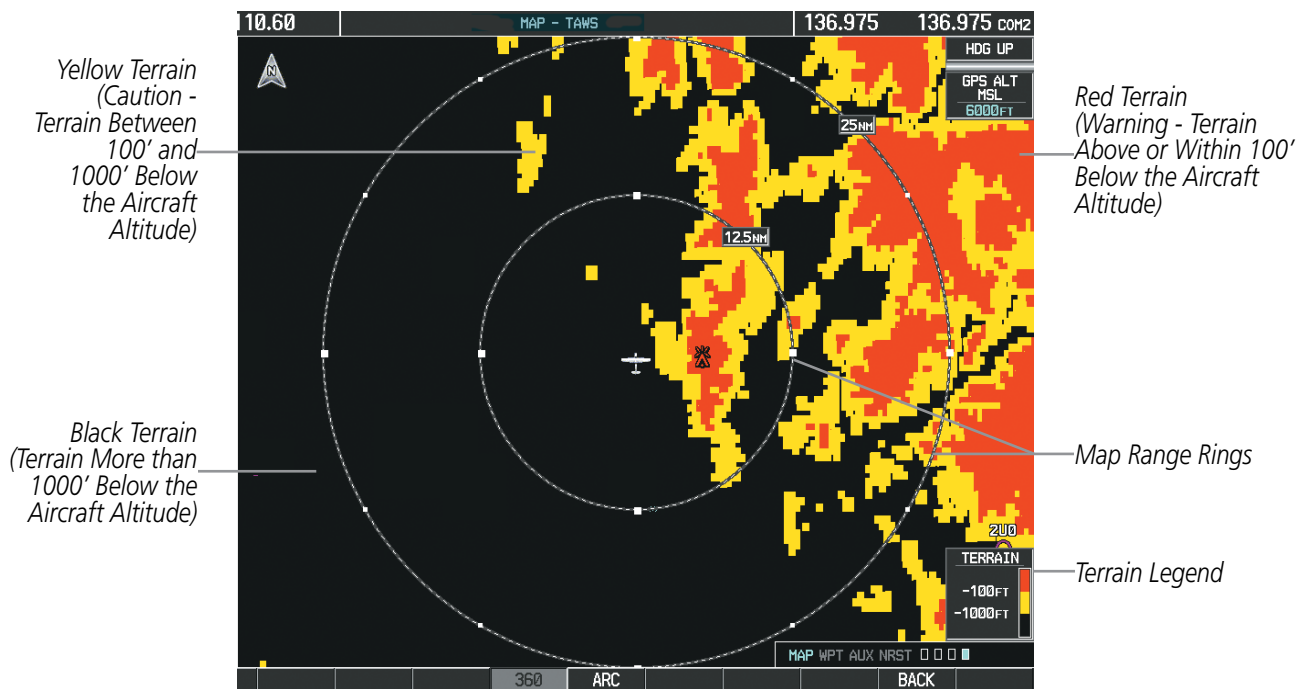 110.60
MAP - TAWS
136.975
136.975 COM2
HDG UP
GPS ALT
MSL
6000FT
N
25NM
12.5NM
Yellow Terrain
(Caution -
Terrain Between
100’ and
1000’ Below
the Aircraft
Altitude)
Red Terrain
(Warning - Terrain
Above or Within 100’
Below the Aircraft
Altitude)
Black Terrain
(Terrain More than
1000’ Below the
Aircraft Altitude)
Map Range Rings
2U0
TERRAIN
-100FT
-1000FT
Terrain Legend
MAP WPT AUX NRST
360
ARC
BACK